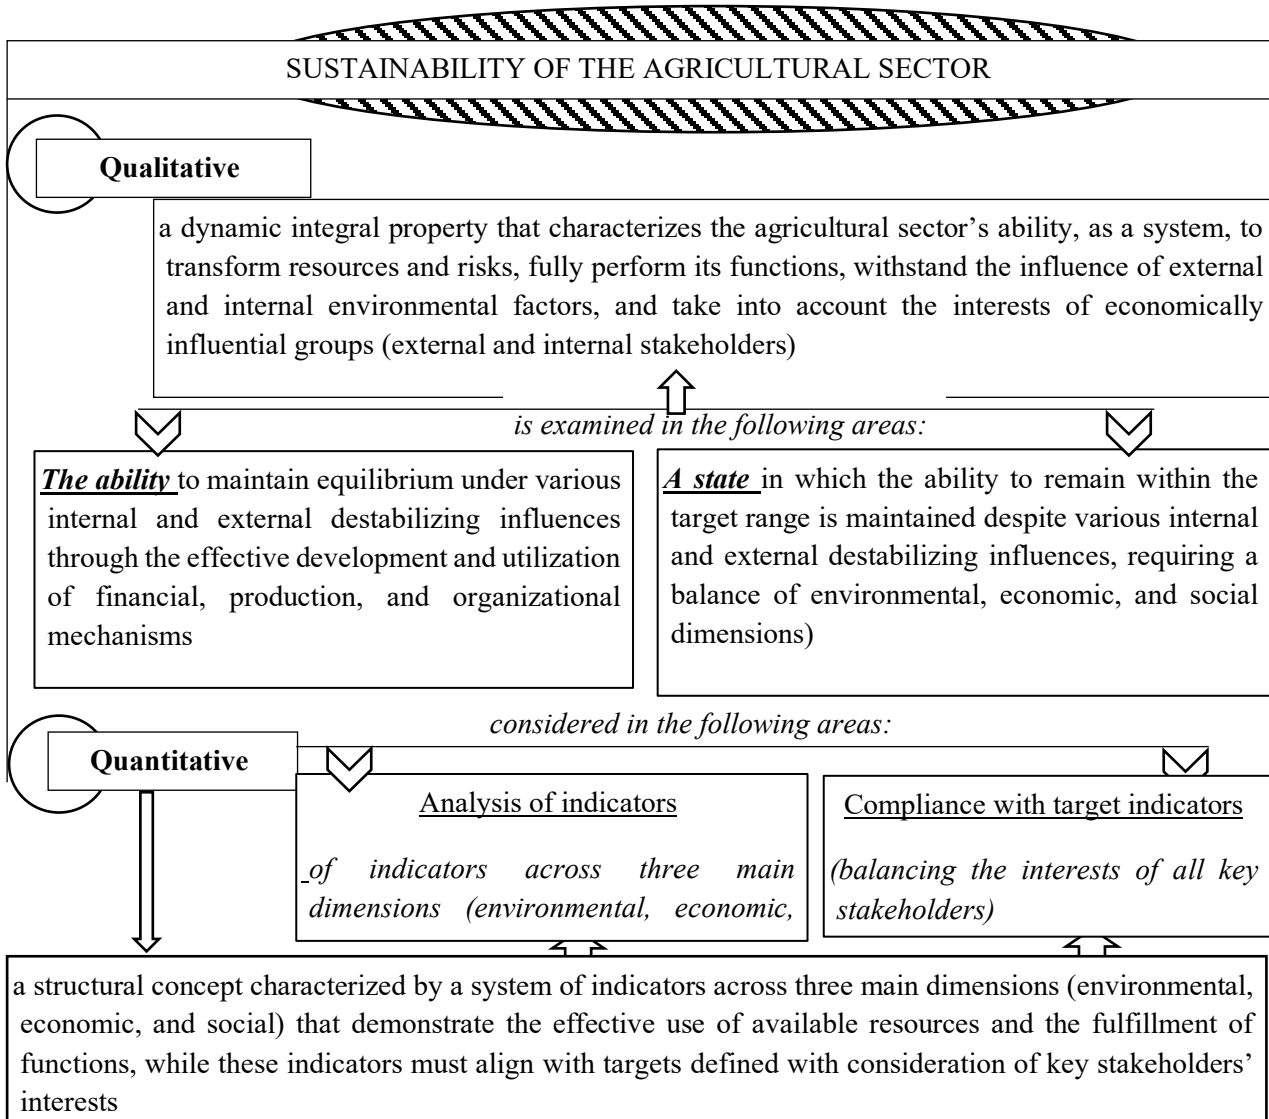 SUSTAINABILITY OF THE AGRICULTURAL SECTOR
Qualitative
a dynamic integral property that characterizes the agricultural sector’s ability, as a system, to
transform resources and risks, fully perform its functions, withstand the influence of external
and internal environmental factors, and take into account the interests of economically
influential groups (external and internal stakeholders)
is examined in the following areas:
The ability to maintain equilibrium under various
internal and external destabilizing influences
through the effective development and utilization
of financial, production, and organizational
mechanisms
A state in which the ability to remain within the
target range is maintained despite various internal
and external destabilizing influences, requiring a
balance of environmental, economic, and social
dimensions)
considered in the following areas:
Quantitative
Analysis of indicators
of indicators across three main
dimensions (environmental, economic,
Compliance with target indicators
(balancing the interests of all key
stakeholders)
a structural concept characterized by a system of indicators across three main dimensions (environmental,
economic, and social) that demonstrate the effective use of available resources and the fulfillment of
functions, while these indicators must align with targets defined with consideration of key stakeholders’
interests